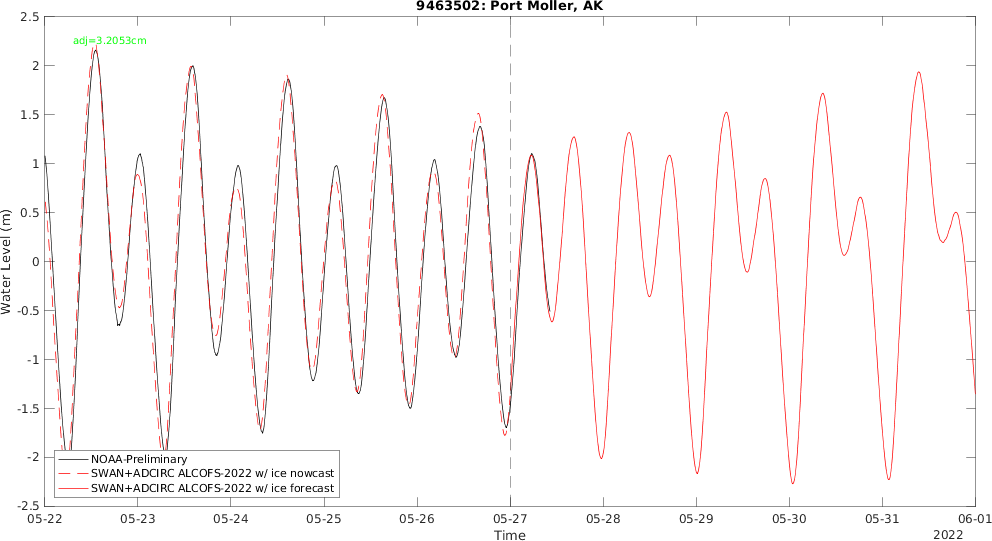 9463502: Port Moller, AK
adj=3.2053cm
2.5
2
1.5
1
0.5
0
-0.5
-1
-1.5
-2
-2.5
Water Level (m)
NOAA-Preliminary
SWAN+ADCIRC ALCOFS-2022 w/ ice nowcast
SWAN+ADCIRC ALCOFS-2022 w/ ice forecast
05-22 05-23 05-24 05-25 05-26 05-27 05-28 05-29 05-30 05-31 06-01
Time
2022